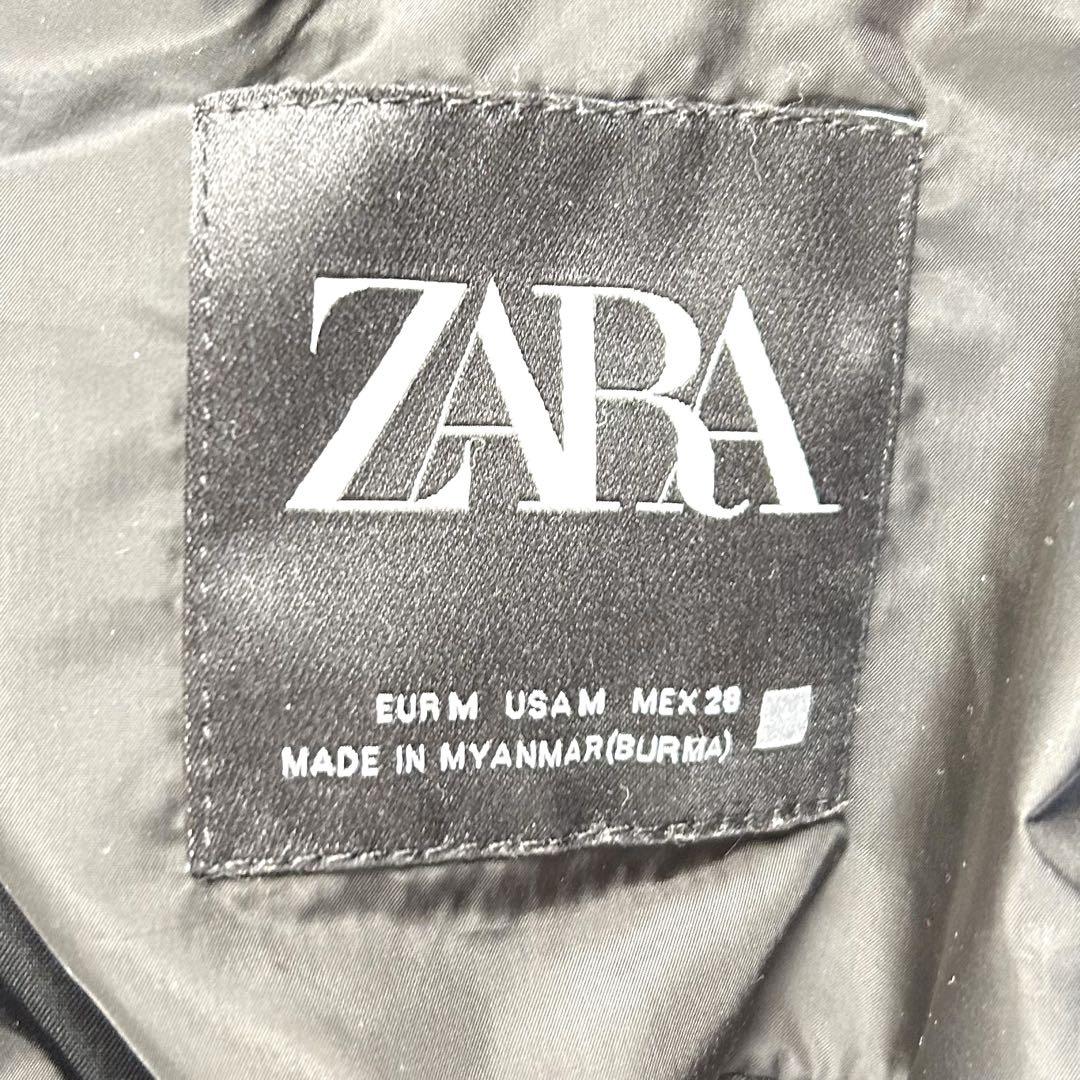 ZARA
EUR M USA M MEX 28
MADE IN MYANMAR(BURMA)